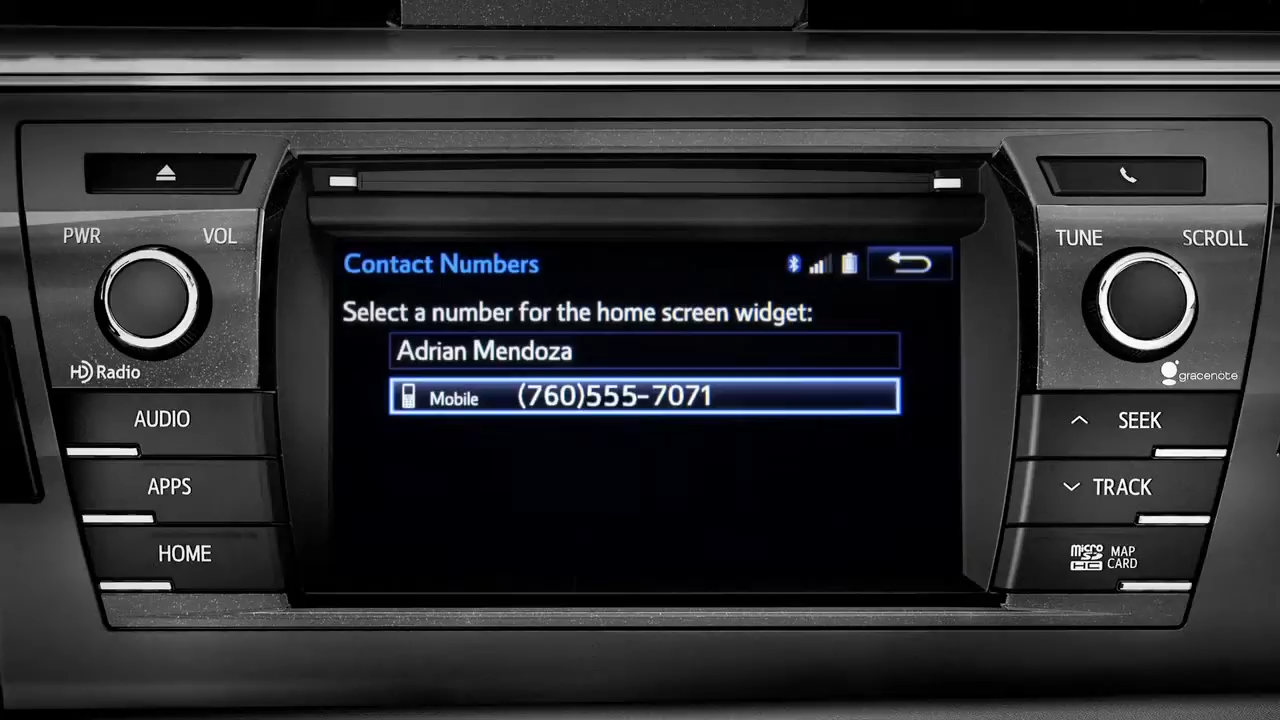 PWR VOL
HD Radio
AUDIO
APPS
HOME
Contact Numbers
Select a number for the home screen widget:
Adrian Mendoza
Mobile (760)555-7071
TUNE SCROLL
gracenote
SEEK
TRACK
micro SD HC MAP CARD